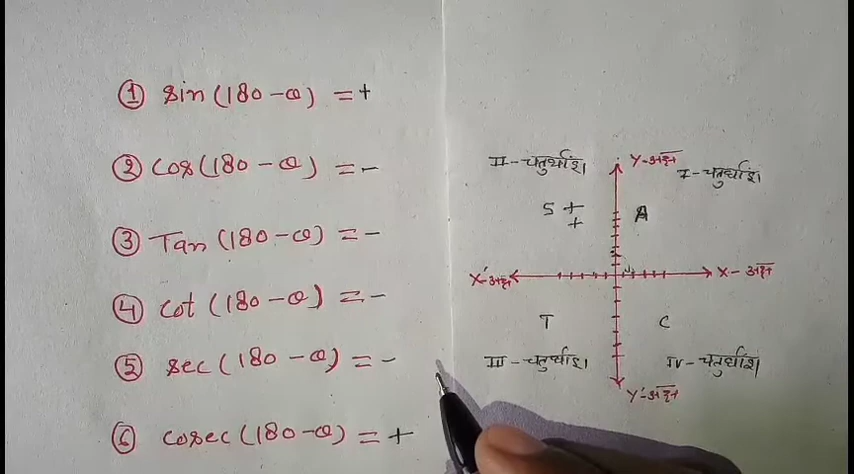 ① sin (180 - θ) = +
② cos (180 - θ) = -
③ Tan (180 - θ) = -
④ cot (180 - θ) = -
⑤ sec (180 - θ) = -
⑥ cosec (180 - θ) = +
Y-अक्ष
II - चतुर्थांश
I - चतुर्थांश
S +
+
A
X'-अक्ष
X - अक्ष
T
C
III - चतुर्थांश
IV - चतुर्थांश
Y'-अक्ष